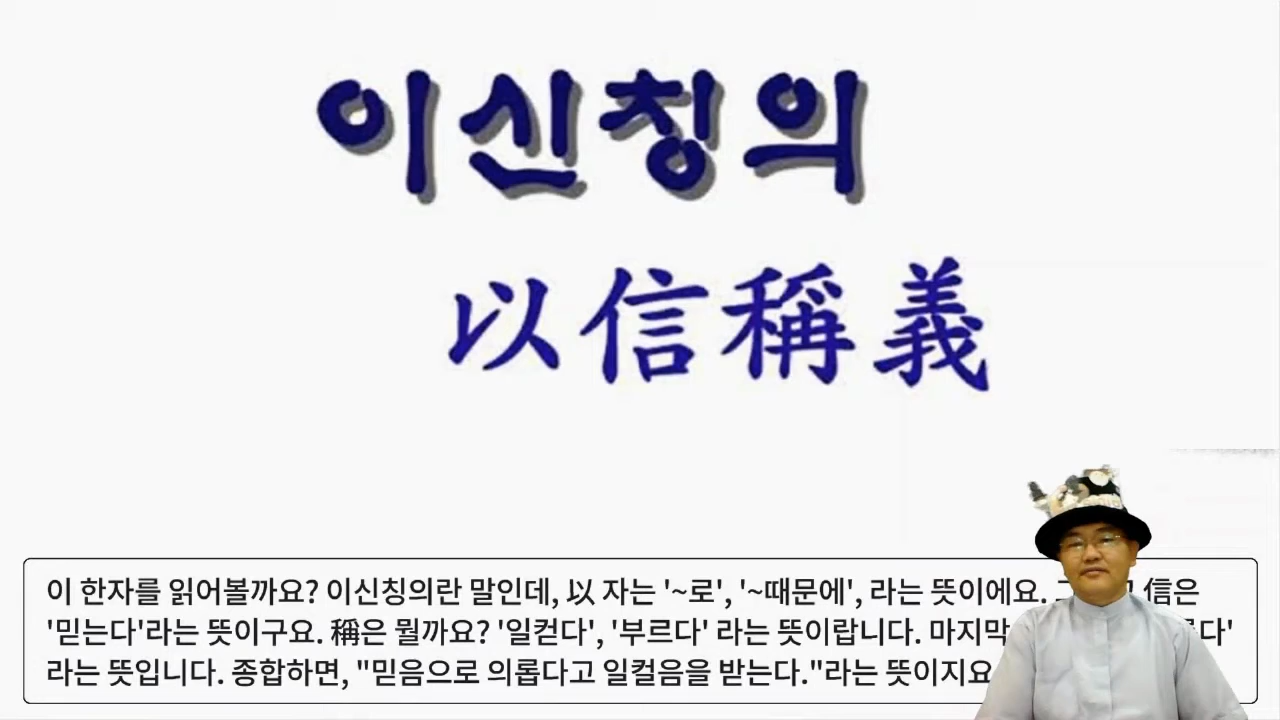 이신칭의
以信稱義
이 한자를 읽어볼까요? 이신칭의란 말인데, 以 자는 '~로', '~때문에', 라는 뜻이에요. 信은
'믿는다'라는 뜻이구요. 稱은 뭘까요? '일컫다', '부르다' 라는 뜻이랍니다. 마지막
라는 뜻입니다. 종합하면, "믿음으로 의롭다고 일컬음을 받는다."라는 뜻이지요